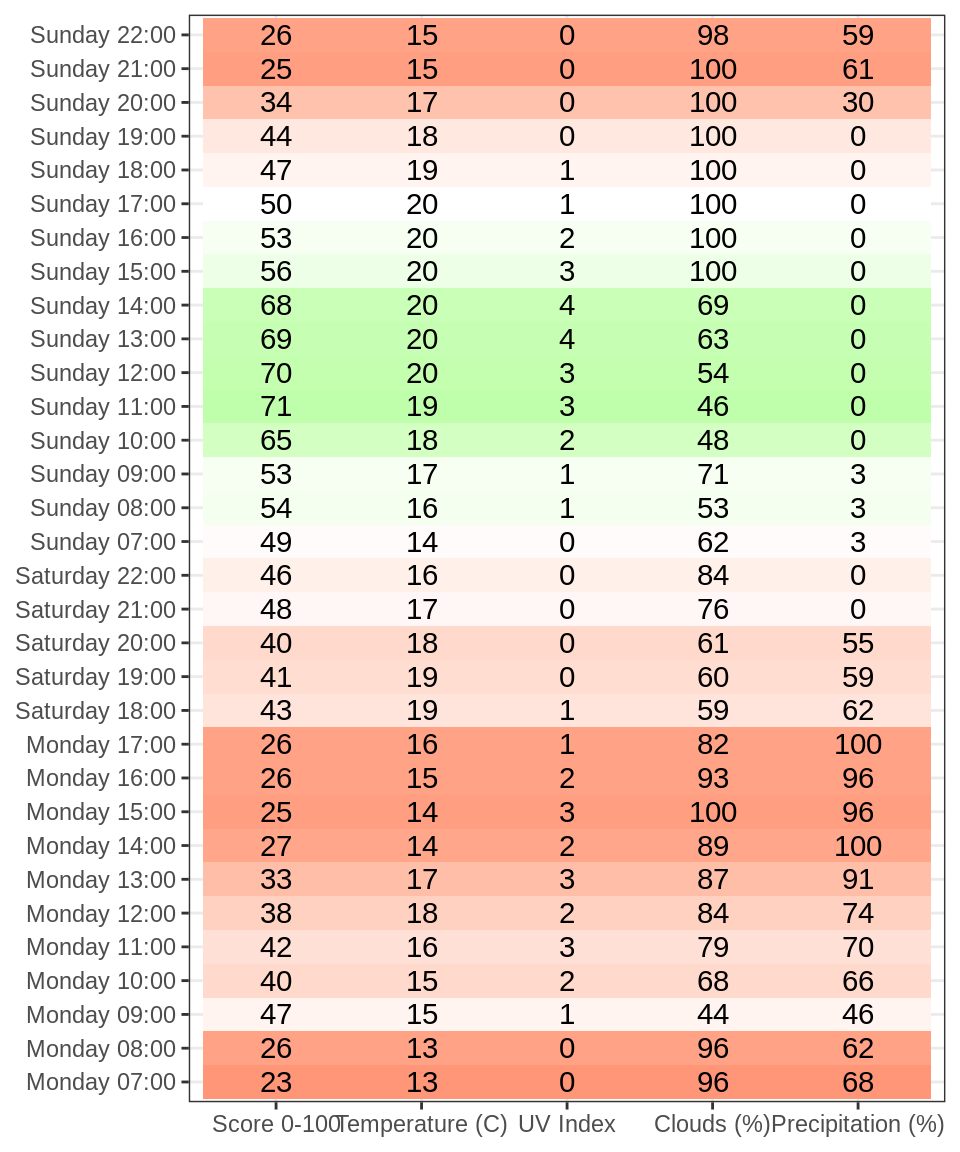 Sunday 22:00 26 15 0 98 59
Sunday 21:00 25 15 0 100 61
Sunday 20:00 34 17 0 100 30
Sunday 19:00 44 18 0 100 0
Sunday 18:00 47 19 1 100 0
Sunday 17:00 50 20 1 100 0
Sunday 16:00 53 20 2 100 0
Sunday 15:00 56 20 3 100 0
Sunday 14:00 68 20 4 69 0
Sunday 13:00 69 20 4 63 0
Sunday 12:00 70 20 3 54 0
Sunday 11:00 71 19 3 46 0
Sunday 10:00 65 18 2 48 0
Sunday 09:00 53 17 1 71 3
Sunday 08:00 54 16 1 53 3
Sunday 07:00 49 14 0 62 3
Saturday 22:00 46 16 0 84 0
Saturday 21:00 48 17 0 76 0
Saturday 20:00 40 18 0 61 55
Saturday 19:00 41 19 0 60 59
Saturday 18:00 43 19 1 59 62
Monday 17:00 26 16 1 82 100
Monday 16:00 26 15 2 93 96
Monday 15:00 25 14 3 100 96
Monday 14:00 27 14 2 89 100
Monday 13:00 33 17 3 87 91
Monday 12:00 38 18 2 84 74
Monday 11:00 42 16 3 79 70
Monday 10:00 40 15 2 68 66
Monday 09:00 47 15 1 44 46
Monday 08:00 26 13 0 96 62
Monday 07:00 23 13 0 96 68
Score 0-100 Temperature (C) UV Index Clouds (%) Precipitation (%)